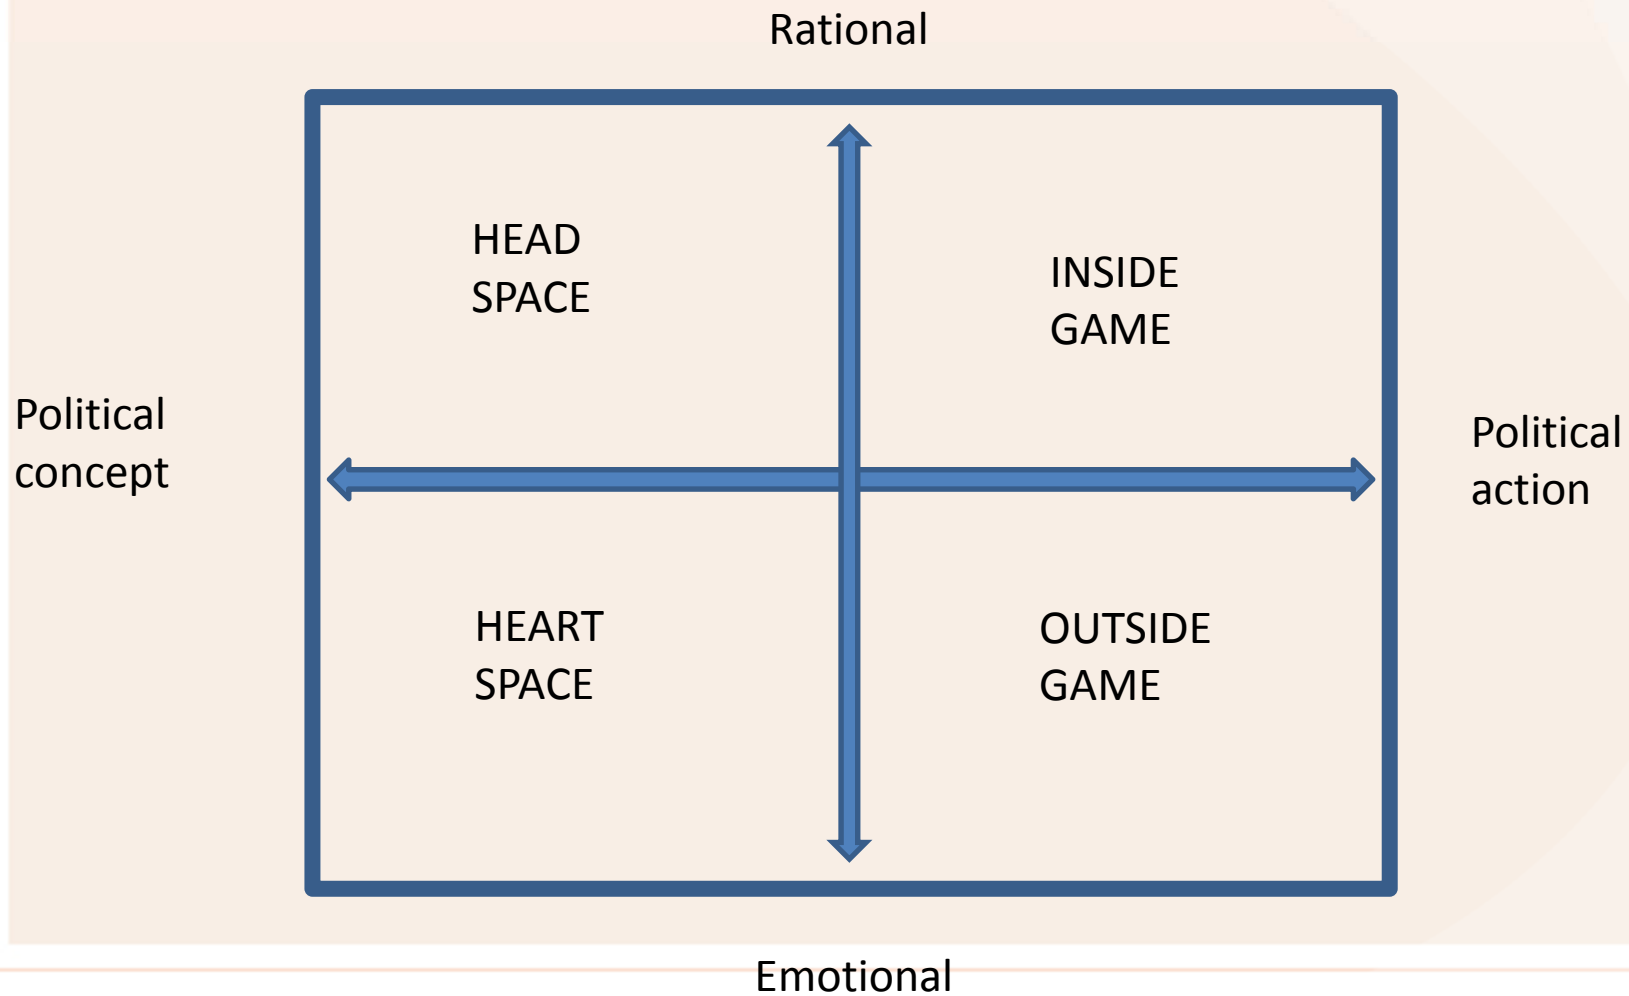 Rational
HEAD
SPACE
INSIDE
GAME
Political
concept
Political
action
HEART
SPACE
OUTSIDE
GAME
Emotional